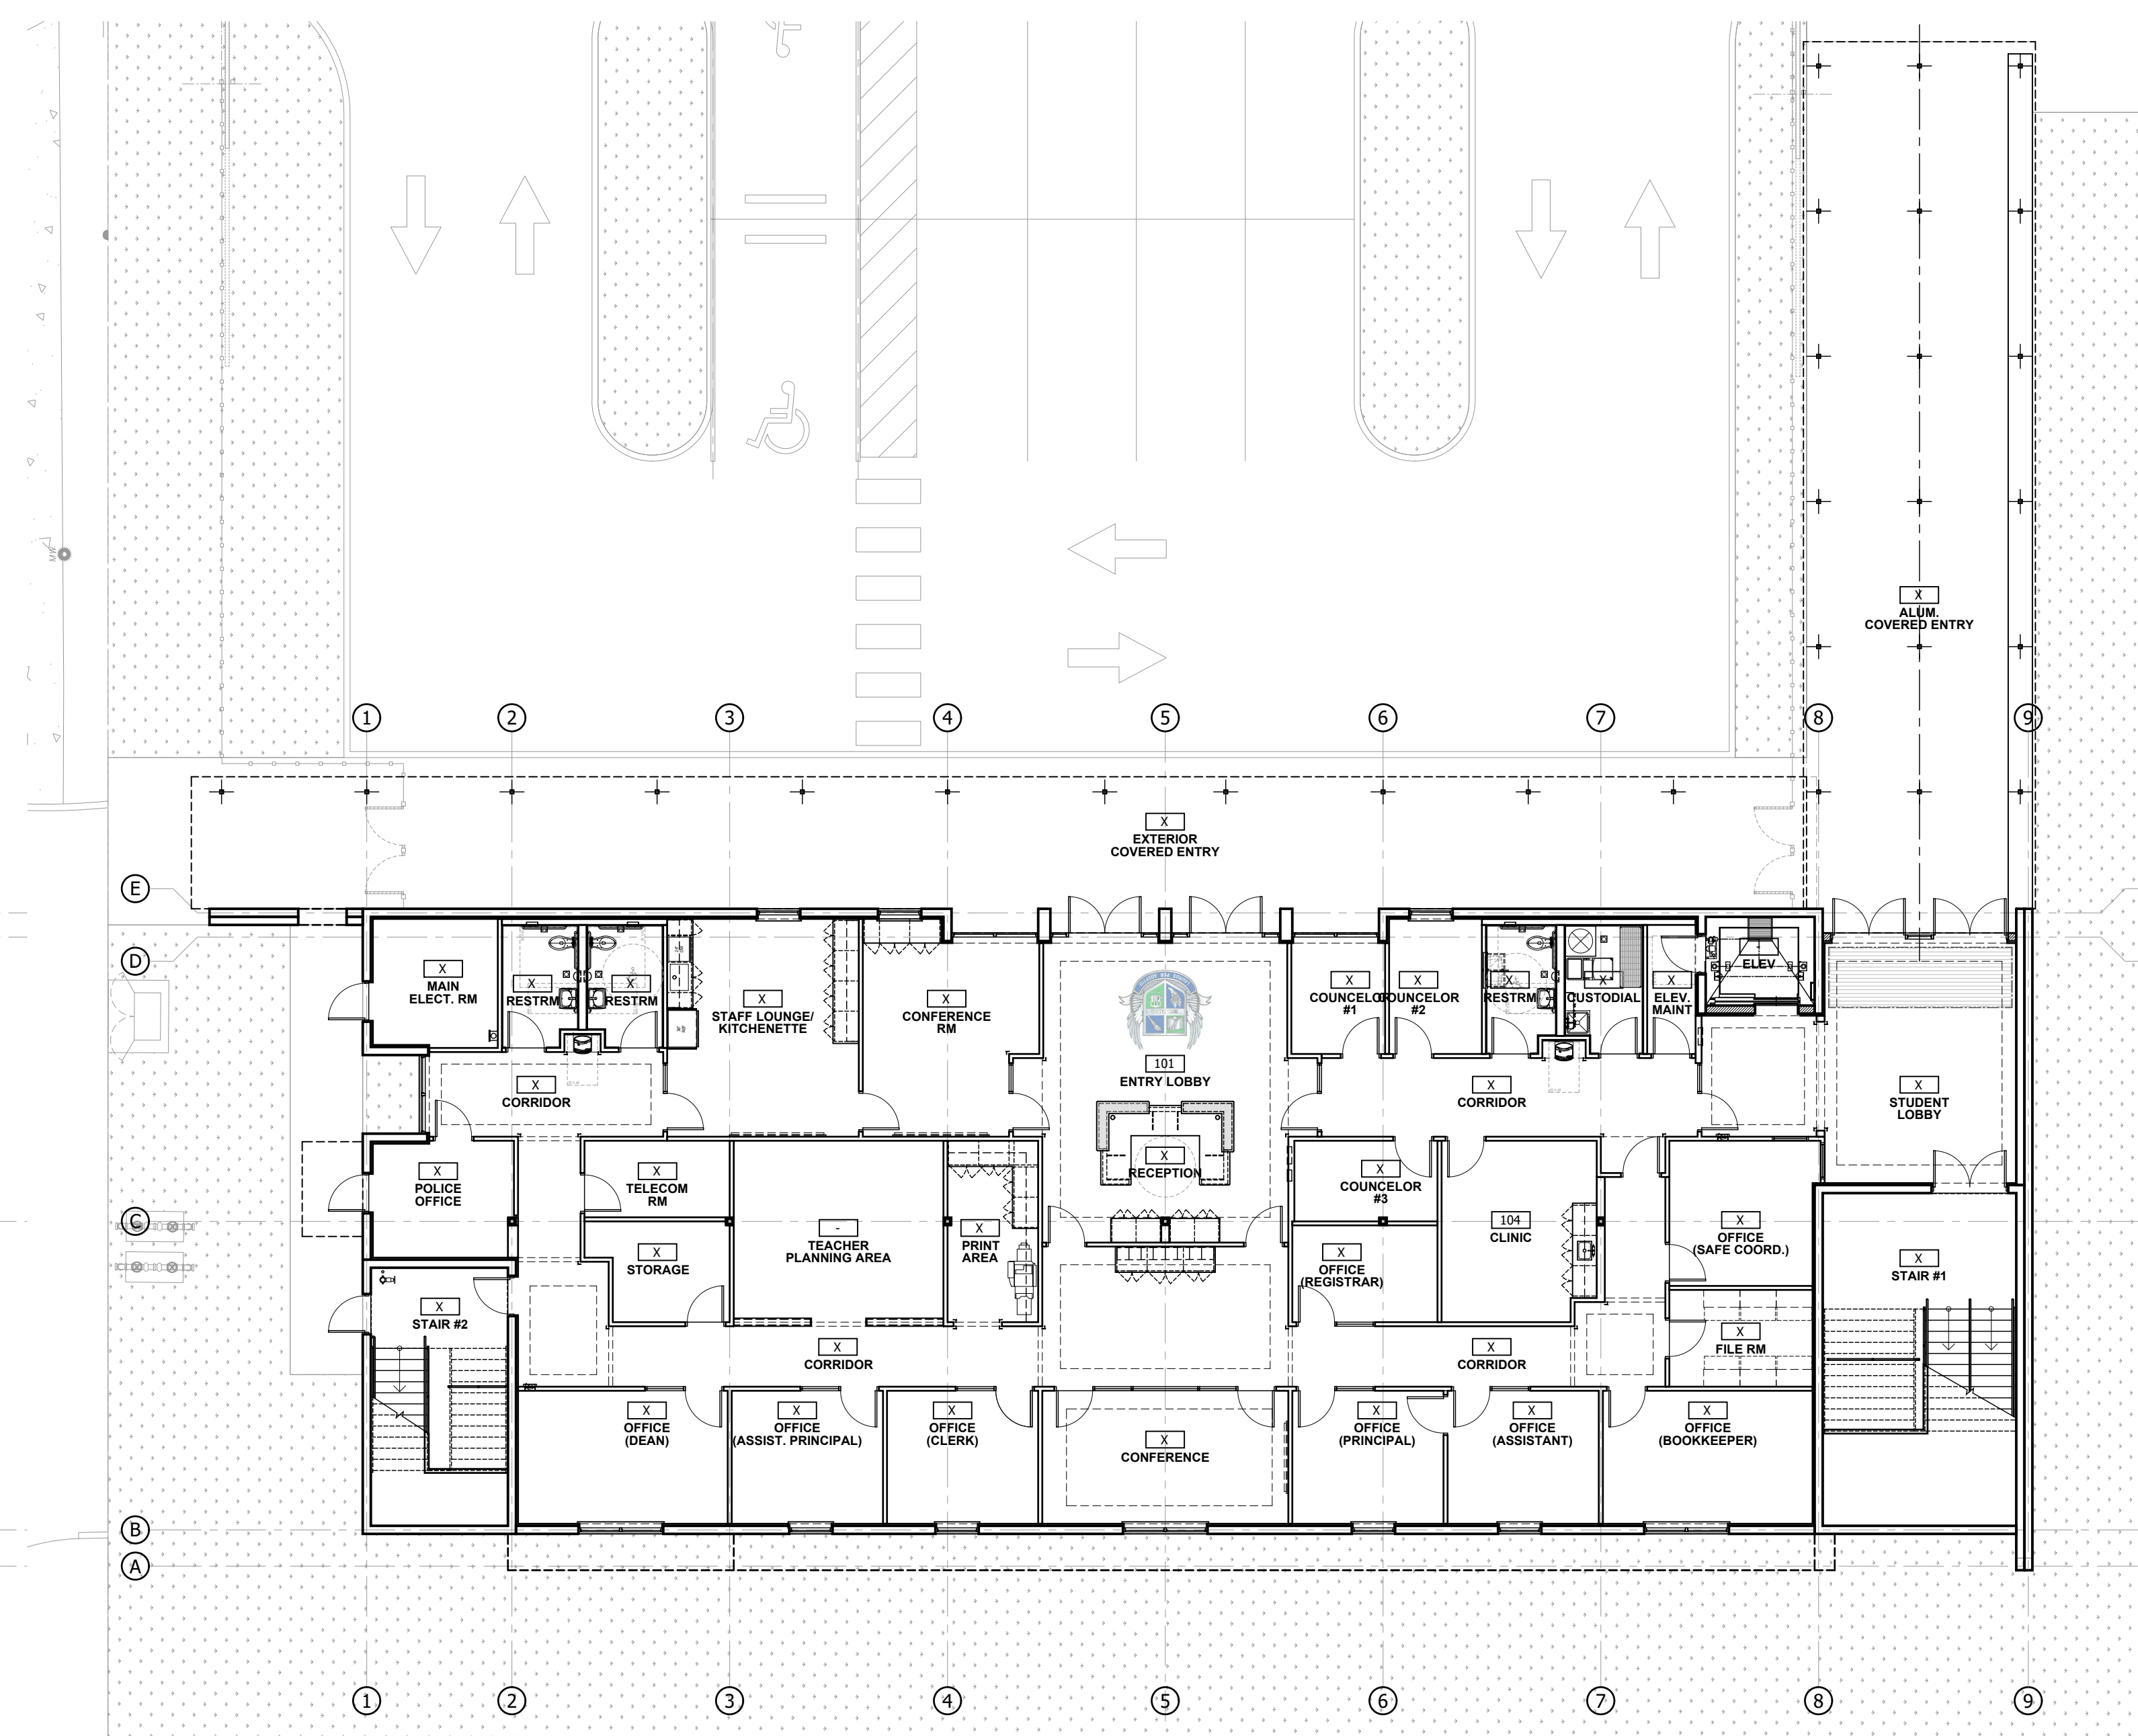 MW
X
ALUM.
COVERED ENTRY
1
2
3
4
5
6
7
8
9
X
EXTERIOR
COVERED ENTRY
E
D
X
MAIN
ELECT. RM
X
RESTRM
X
RESTRM
X
STAFF LOUNGE/
KITCHENETTE
X
CONFERENCE
RM
101
ENTRY LOBBY
X
COUNCELOR
#1
X
COUNCELOR
#2
X
RESTRM
X
CUSTODIAL
X
ELEV.
MAINT
ELEV
X
CORRIDOR
X
CORRIDOR
X
STUDENT
LOBBY
X
RECEPTION
X
POLICE
OFFICE
X
TELECOM
RM
X
COUNCELOR
#3
C
-
TEACHER
PLANNING AREA
X
PRINT
AREA
104
CLINIC
X
OFFICE
(SAFE COORD.)
X
STORAGE
X
OFFICE
(REGISTRAR)
X
STAIR #1
X
STAIR #2
X
CORRIDOR
X
CORRIDOR
X
FILE RM
X
OFFICE
(DEAN)
X
OFFICE
(ASSIST. PRINCIPAL)
X
OFFICE
(CLERK)
X
CONFERENCE
X
OFFICE
(PRINCIPAL)
X
OFFICE
(ASSISTANT)
X
OFFICE
(BOOKKEEPER)
B
A
1
2
3
4
5
6
7
8
9